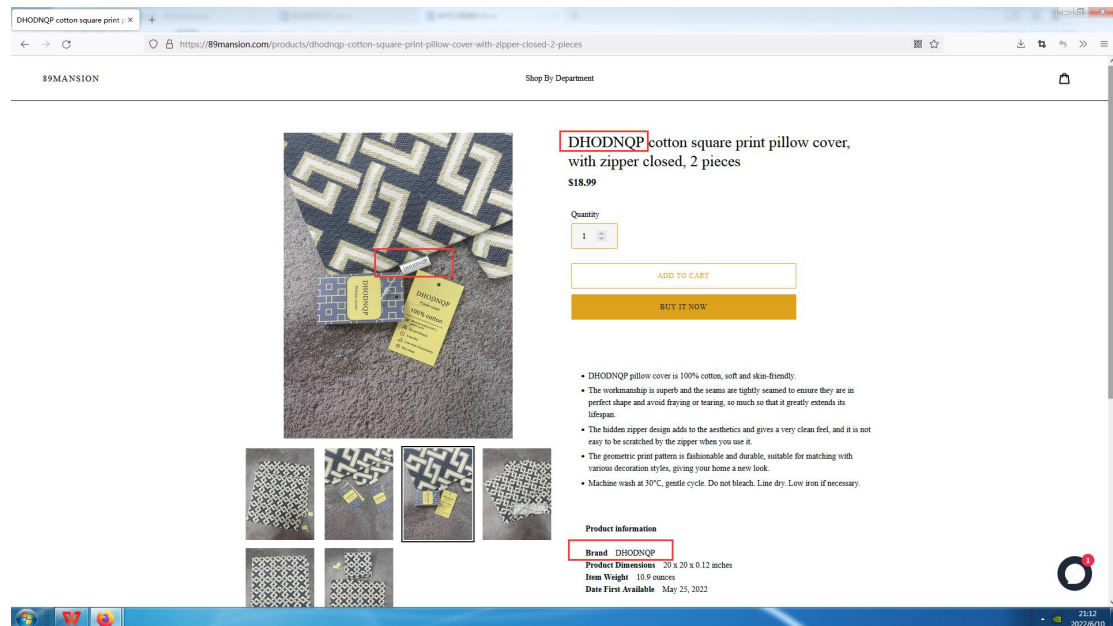 DHODNQP cotton square print p
https://89mansion.com/products/dhodnqp-cotton-square-print-pillow-cover-with-zipper-closed-2-pieces
89MANSION
Shop By Department
DHODNQP cotton square print pillow cover,
with zipper closed, 2 pieces
$18.99
Quantity
1
ADD TO CART
BUY IT NOW
DHODNQP
DHODNQP
Pillow cover
DHODNQP
Pillow cover
100% cotton
• DHODNQP pillow cover is 100% cotton, soft and skin-friendly.
• The workmanship is superb and the seams are tightly seamed to ensure they are in
perfect shape and avoid fraying or tearing, so much so that it greatly extends its
lifespan.
• The hidden zipper design adds to the aesthetics and gives a very clean feel, and it is not
easy to be scratched by the zipper when you use it.
• The geometric print pattern is fashionable and durable, suitable for matching with
various decoration styles, giving your home a new look.
• Machine wash at 30°C, gentle cycle. Do not bleach. Line dry. Low iron if necessary.
Product information
Brand DHODNQP
Product Dimensions 20 x 20 x 0.12 inches
Item Weight 10.9 ounces
Date First Available May 25, 2022
1
21:12
2022/6/10